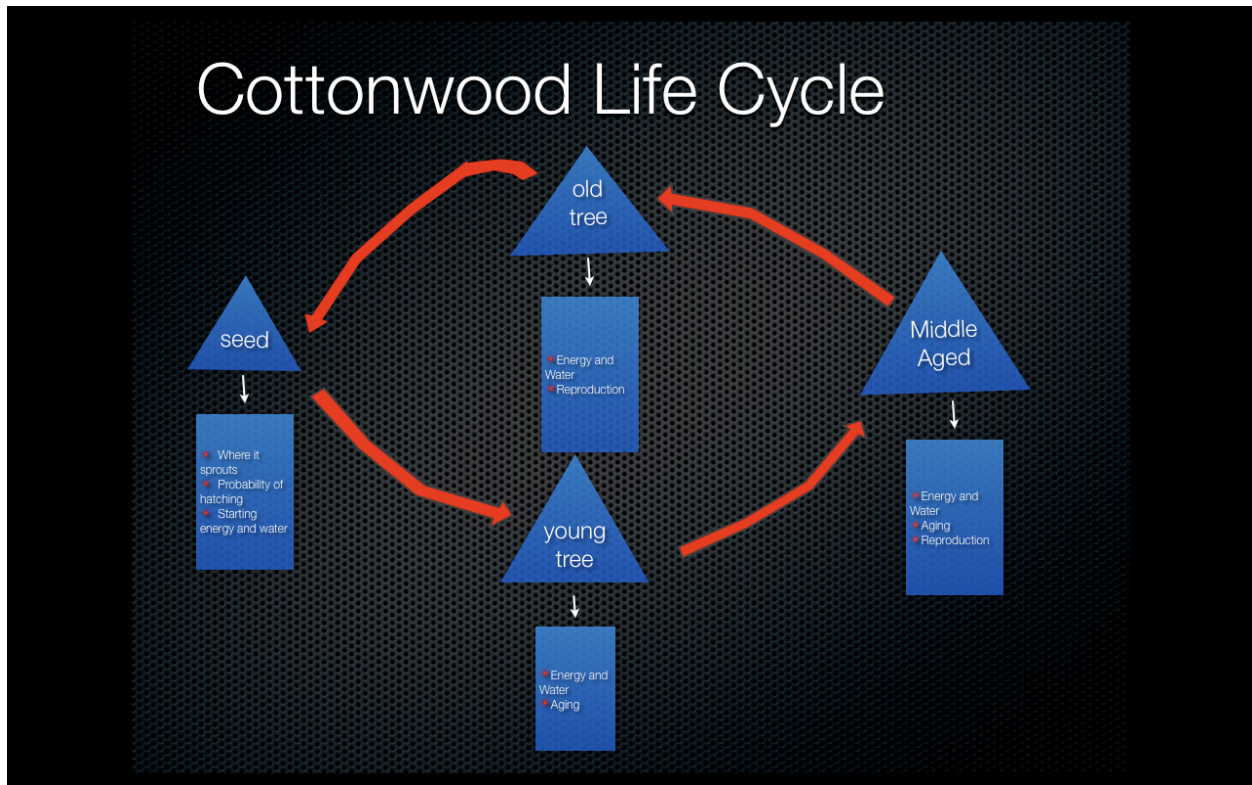 Cottonwood Life Cycle
old
tree
seed
Middle
Aged
Energy and
Water
Reproduction
Where it
sprouts
Probability of
hatching
Starting
energy and water
young
tree
Energy and
Water
Aging
Reproduction
Energy and
Water
Aging